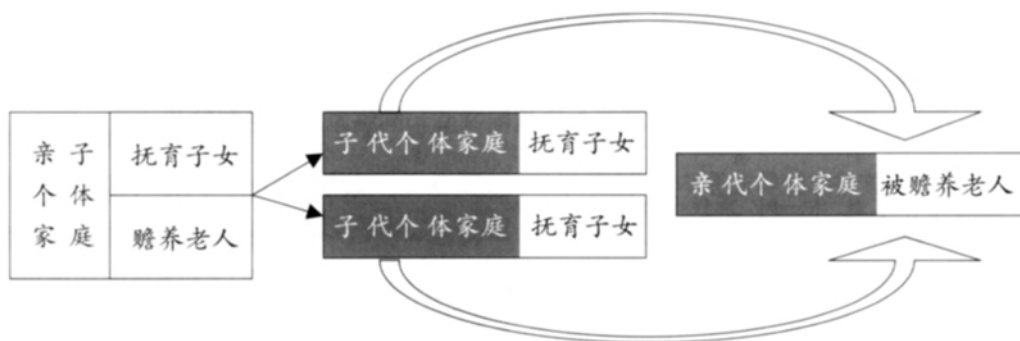 亲子个体家庭
抚育子女
赡养老人
子代个体家庭 抚育子女
子代个体家庭 抚育子女
亲代个体家庭 被赡养老人